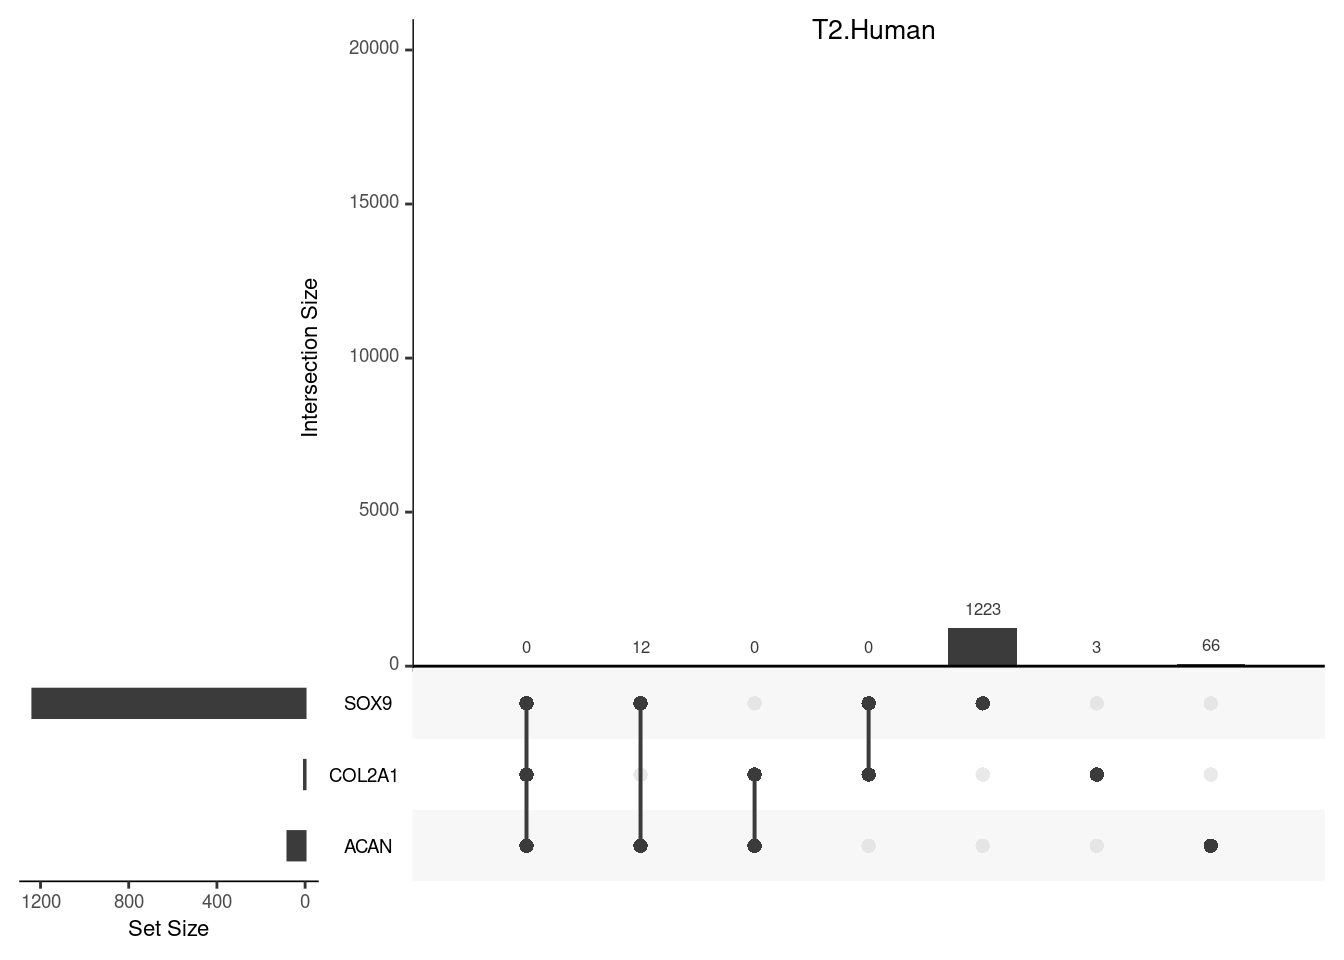 T2.Human
20000
15000
10000
5000
0
Intersection Size
0 12 0 0 1223 3 66
SOX9
COL2A1
ACAN
1200 800 400 0
Set Size